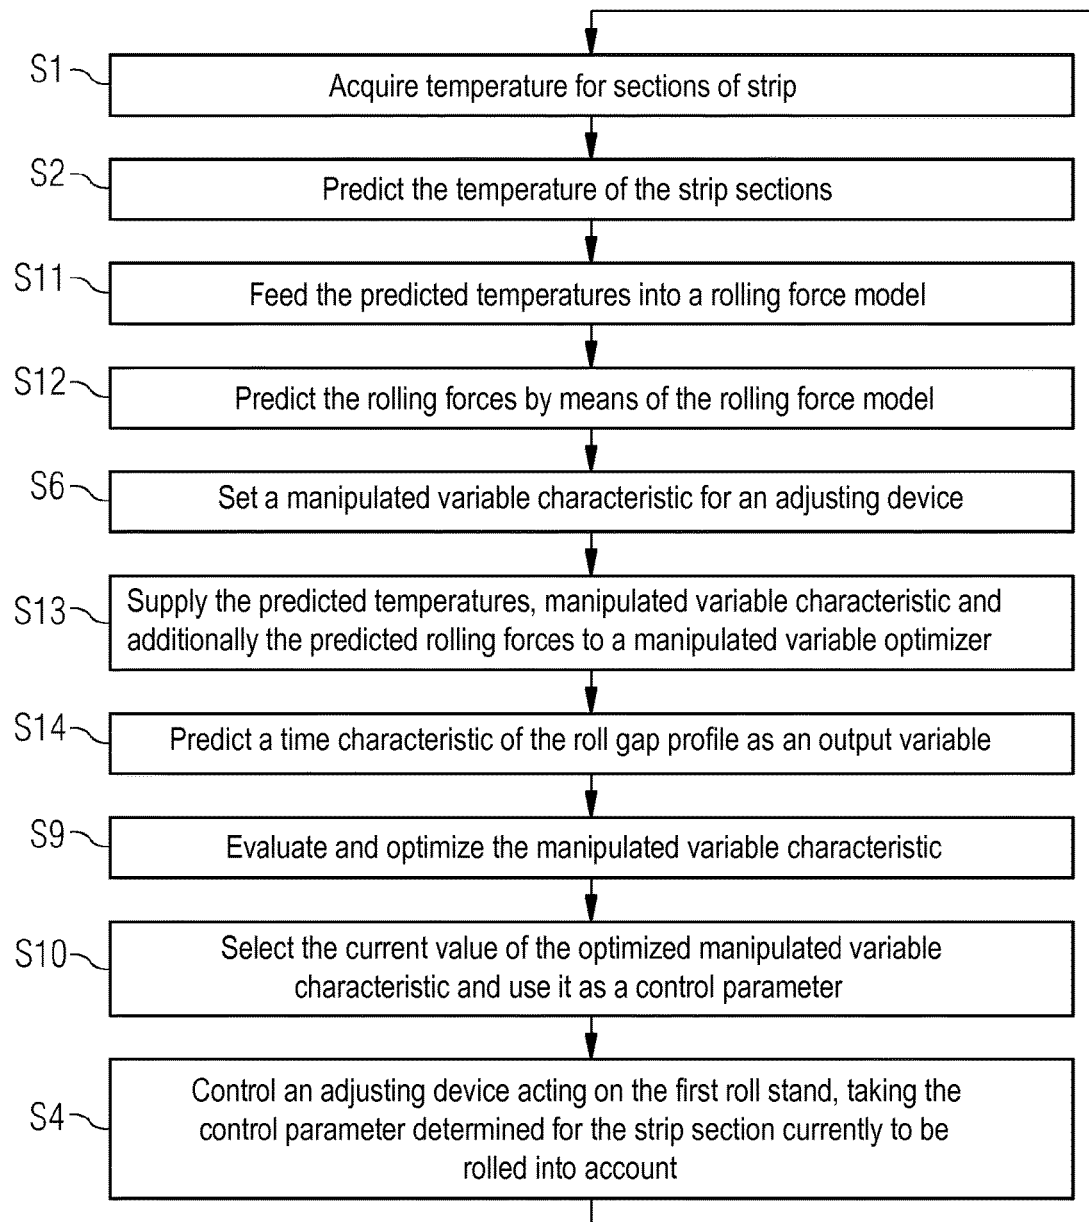 S1
Acquire temperature for sections of strip
S2
Predict the temperature of the strip sections
S11
Feed the predicted temperatures into a rolling force model
S12
Predict the rolling forces by means of the rolling force model
S6
Set a manipulated variable characteristic for an adjusting device
S13
Supply the predicted temperatures, manipulated variable characteristic and
additionally the predicted rolling forces to a manipulated variable optimizer
S14
Predict a time characteristic of the roll gap profile as an output variable
S9
Evaluate and optimize the manipulated variable characteristic
S10
Select the current value of the optimized manipulated variable
characteristic and use it as a control parameter
S4
Control an adjusting device acting on the first roll stand, taking the
control parameter determined for the strip section currently to be
rolled into account